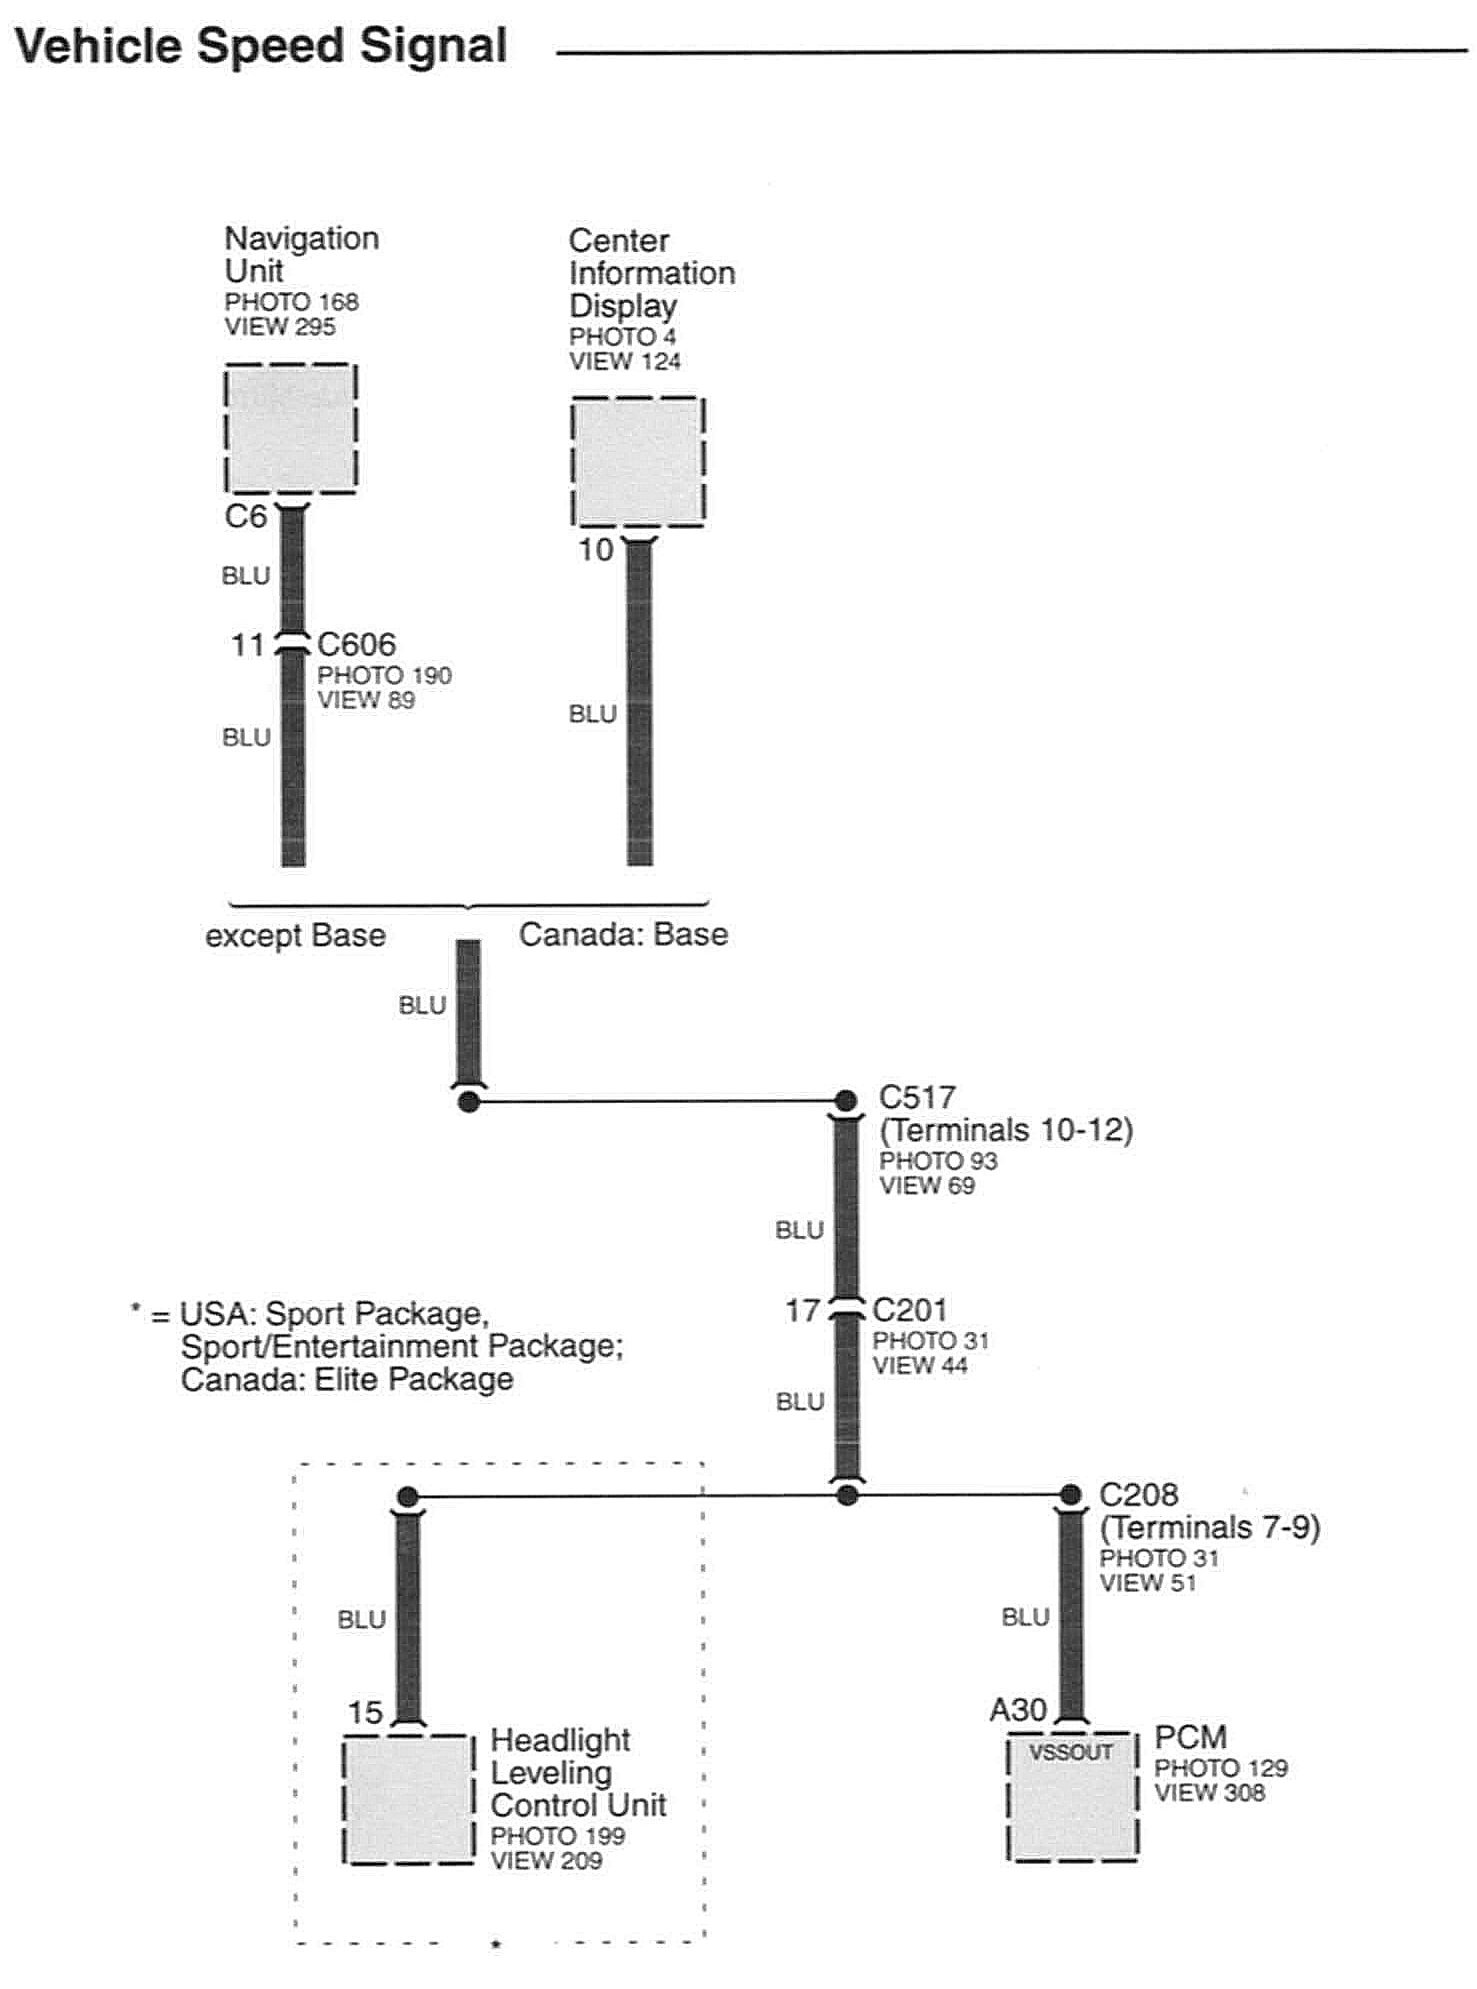 Vehicle Speed Signal
Navigation
Unit
PHOTO 168
VIEW 295
Center
Information
Display
PHOTO 4
VIEW 124
C6
BLU
11
C606
PHOTO 190
VIEW 89
BLU
10
BLU
except Base
Canada: Base
BLU
C517
(Terminals 10-12)
PHOTO 93
VIEW 69
BLU
17
C201
PHOTO 31
VIEW 44
BLU
* = USA: Sport Package,
Sport/Entertainment Package;
Canada: Elite Package
C208
(Terminals 7-9)
PHOTO 31
VIEW 51
BLU
BLU
15
Headlight
Leveling
Control Unit
PHOTO 199
VIEW 209
A30
VSSOUT
PCM
PHOTO 129
VIEW 308
*